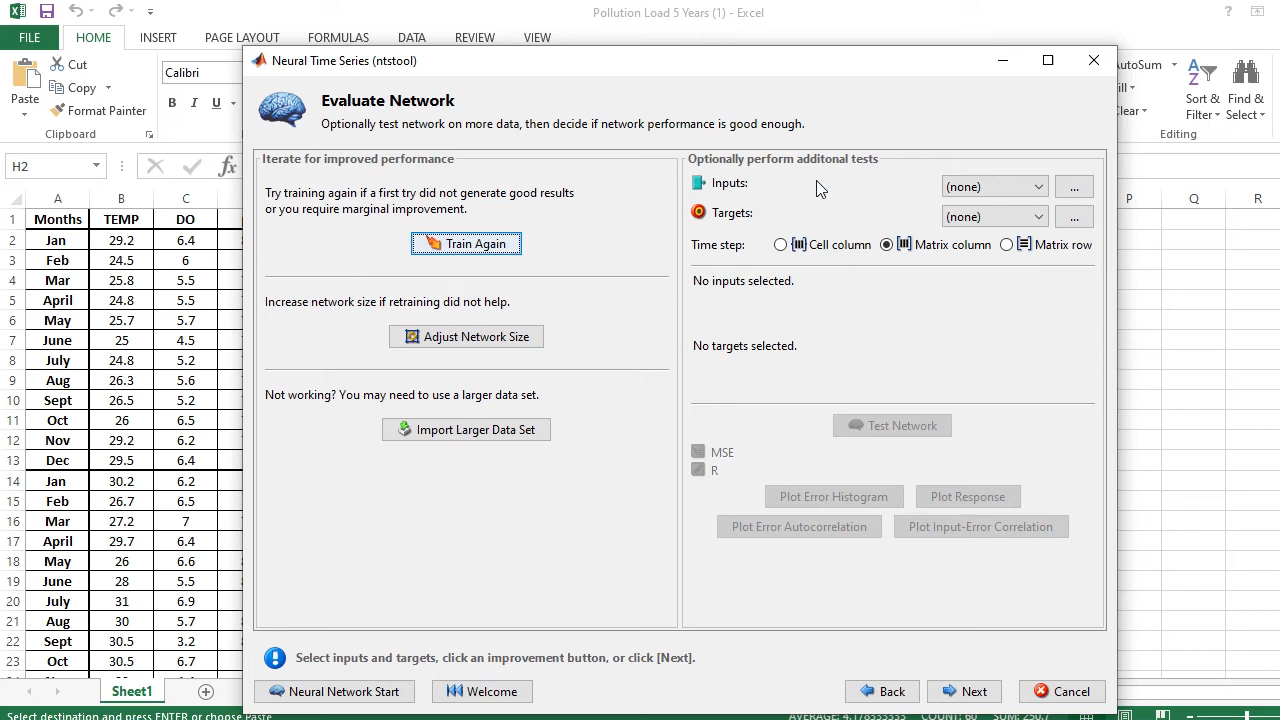 Pollution Load 5 Years (1) - Excel
FILE HOME INSERT PAGE LAYOUT FORMULAS DATA REVIEW VIEW
Paste
Cut
Copy
Format Painter
Clipboard
Calibri
B I U
AutoSum
Sort & Filter
Find & Select
Editing
H2
fx
Neural Time Series (ntstool)
Evaluate Network
Optionally test network on more data, then decide if network performance is good enough.
Iterate for improved performance
Try training again if a first try did not generate good results
or you require marginal improvement.
Train Again
Increase network size if retraining did not help.
Adjust Network Size
Not working? You may need to use a larger data set.
Import Larger Data Set
Optionally perform additonal tests
Inputs: (none) ...
Targets: (none) ...
Time step: Cell column Matrix column Matrix row
No inputs selected.
No targets selected.
Test Network
MSE
R
Plot Error Histogram Plot Response
Plot Error Autocorrelation Plot Input-Error Correlation
Select inputs and targets, click an improvement button, or click [Next].
Neural Network Start Welcome Back Next Cancel
A B C P Q R
1 Months TEMP DO
2 Jan 29.2 6.4
3 Feb 24.5 6
4 Mar 25.8 5.5
5 April 24.8 5.5
6 May 25.7 5.7
7 June 25 4.5
8 July 24.8 5.2
9 Aug 26.3 5.6
10 Sept 26.5 5.2
11 Oct 26 6.5
12 Nov 29.2 6.2
13 Dec 29.5 6.4
14 Jan 30.2 6.2
15 Feb 26.7 6.5
16 Mar 27.2 7
17 April 29.7 6.4
18 May 26 6.6
19 June 28 5.5
20 July 31 6.9
21 Aug 30 5.7
22 Sept 30.5 3.2
23 Oct 30.5 6.7
Sheet1
Select destination and press ENTER or choose Paste
AVERAGE: 4.178333333 COUNT: 60 SUM: 250.7